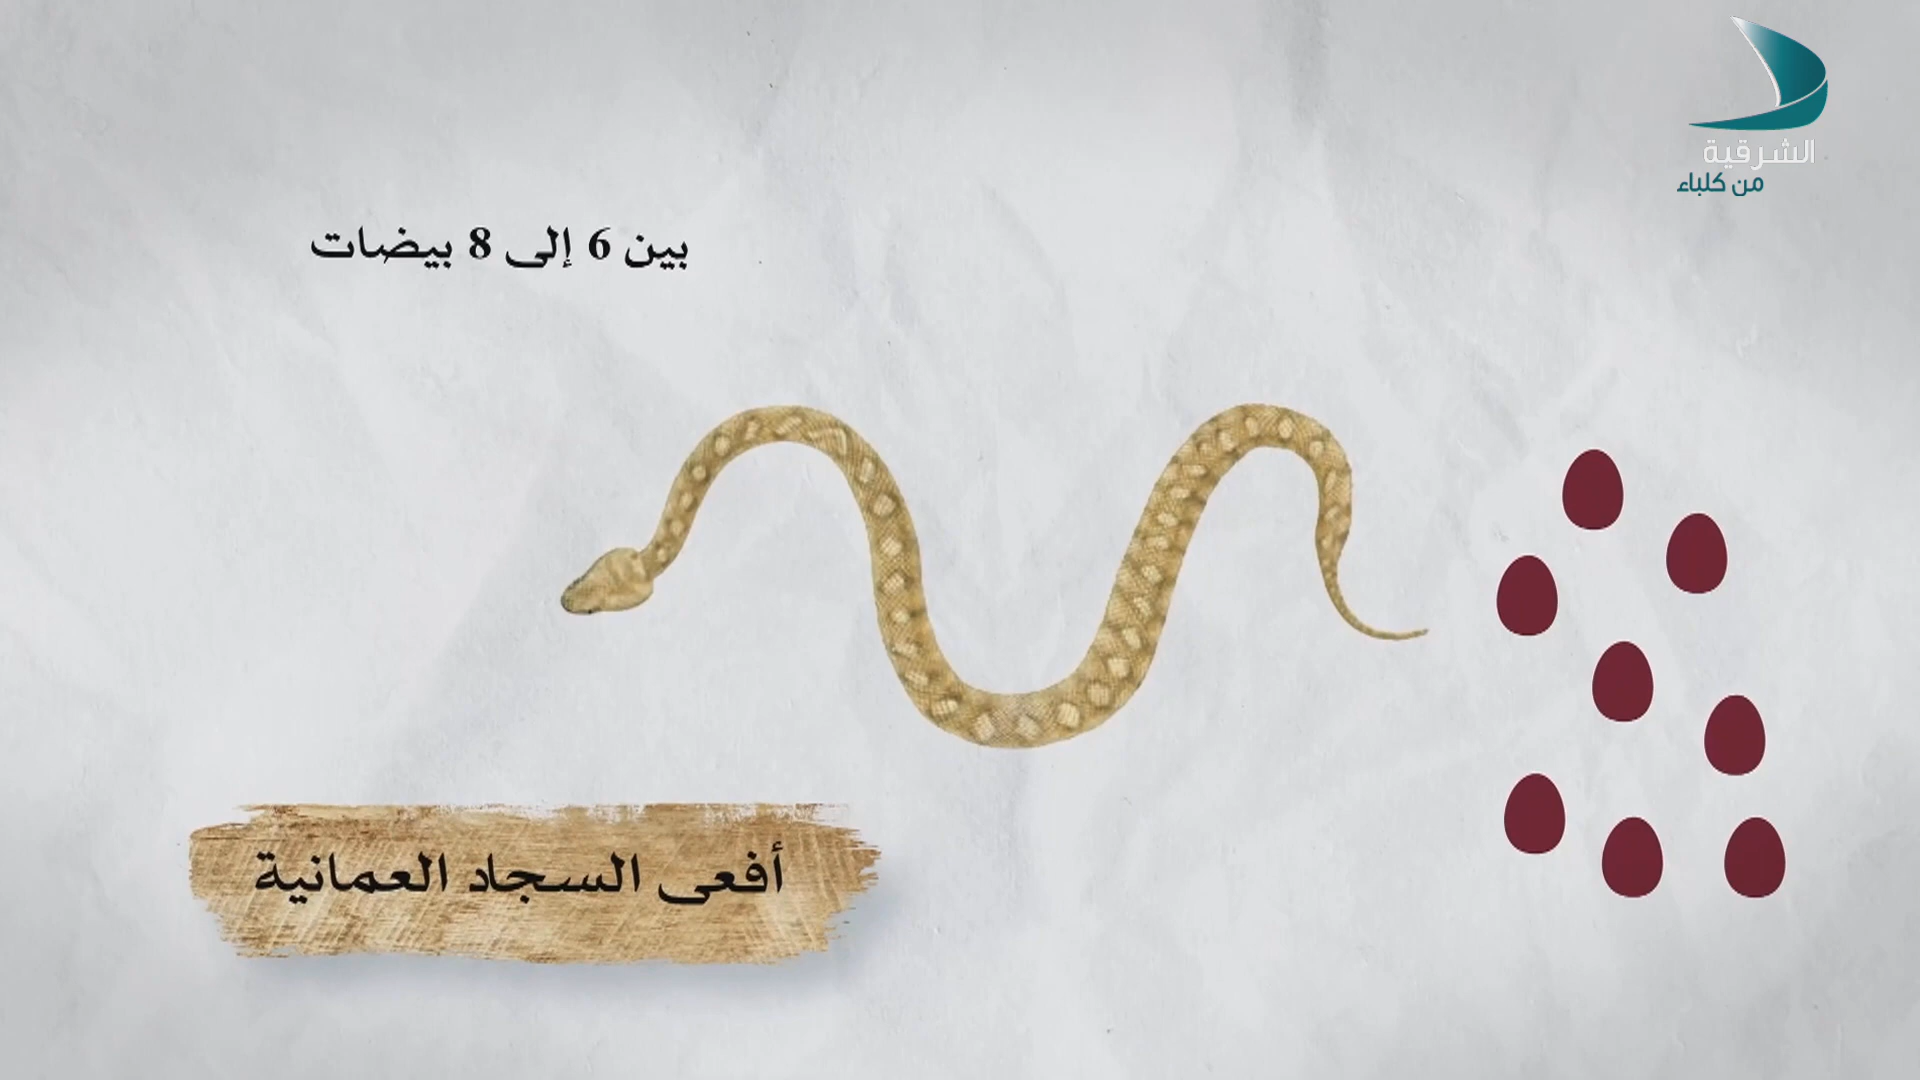 الشرقية
من كلباء
بين 6 إلى 8 بيضات
أفعى السجاد العمانية